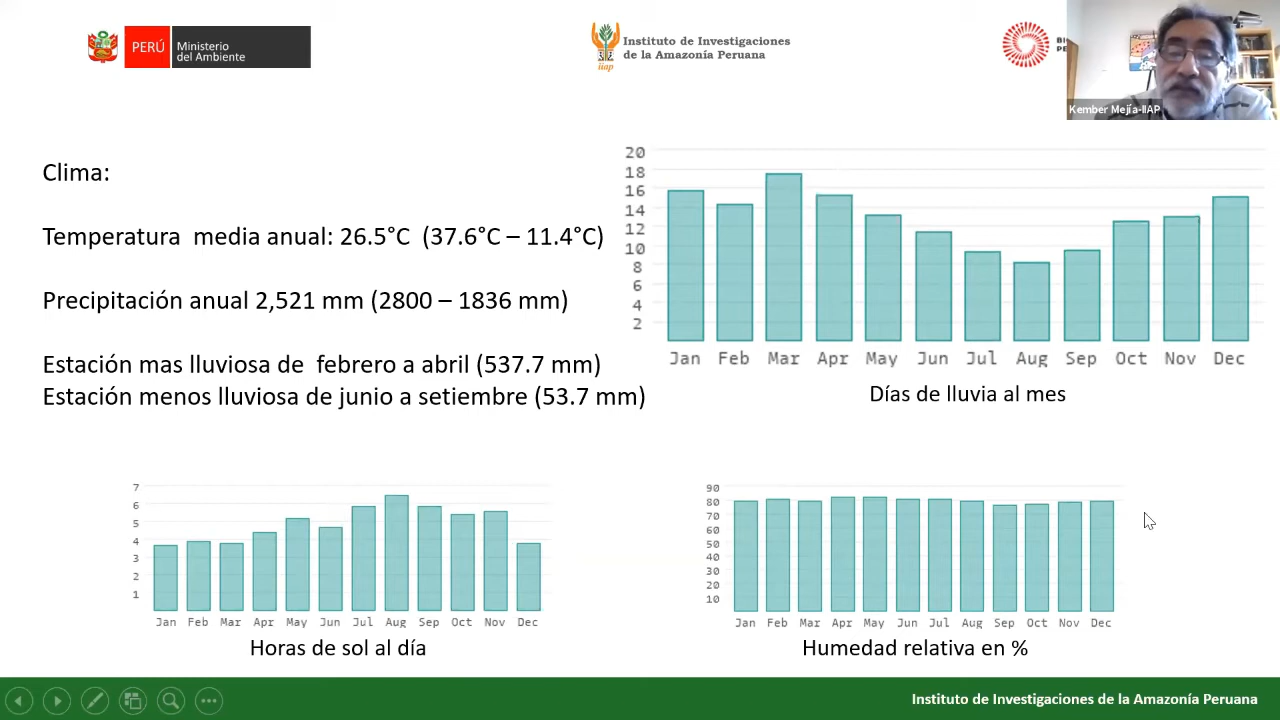 PERÚ
Ministerio
del Ambiente
iiap
Instituto de Investigaciones
de la Amazonía Peruana
Kember Mejía-IIAP
Clima:
Temperatura media anual: 26.5°C (37.6°C – 11.4°C)
Precipitación anual 2,521 mm (2800 – 1836 mm)
Estación mas lluviosa de febrero a abril (537.7 mm)
Estación menos lluviosa de junio a setiembre (53.7 mm)
20
18
16
14
12
10
8
6
4
2
Jan Feb Mar Apr May Jun Jul Aug Sep Oct Nov Dec
Días de lluvia al mes
7
6
5
4
3
2
1
Jan Feb Mar Apr May Jun Jul Aug Sep Oct Nov Dec
Horas de sol al día
90
80
70
60
50
40
30
20
10
Jan Feb Mar Apr May Jun Jul Aug Sep Oct Nov Dec
Humedad relativa en %
Instituto de Investigaciones de la Amazonía Peruana